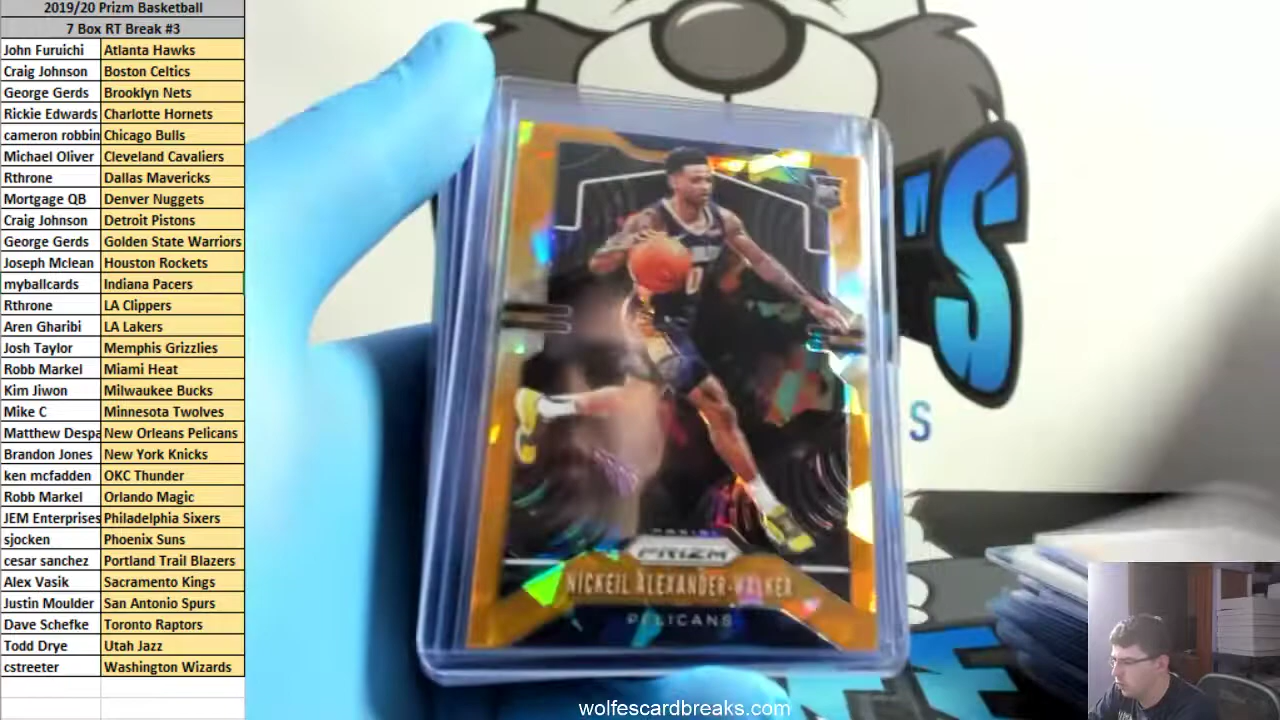 2019/20 Prizm Basketball
7 Box RT Break #3
John Furuichi Atlanta Hawks
Craig Johnson Boston Celtics
George Gerds Brooklyn Nets
Rickie Edwards Charlotte Hornets
cameron robbin Chicago Bulls
Michael Oliver Cleveland Cavaliers
Rthrone Dallas Mavericks
Mortgage QB Denver Nuggets
Craig Johnson Detroit Pistons
George Gerds Golden State Warriors
Joseph Mclean Houston Rockets
myballcards Indiana Pacers
Rthrone LA Clippers
Aren Gharibi LA Lakers
Josh Taylor Memphis Grizzlies
Robb Markel Miami Heat
Kim Jiwon Milwaukee Bucks
Mike C Minnesota Twolves
Matthew Despa New Orleans Pelicans
Brandon Jones New York Knicks
ken mcfadden OKC Thunder
Robb Markel Orlando Magic
JEM Enterprises Philadelphia Sixers
sjocken Phoenix Suns
cesar sanchez Portland Trail Blazers
Alex Vasik Sacramento Kings
Justin Moulder San Antonio Spurs
Dave Schefke Toronto Raptors
Todd Drye Utah Jazz
cstreeter Washington Wizards
PANINI
PRIZM
NICKEIL ALEXANDER-WALKER
PELICANS
"S
S
wolfescardbreaks.com